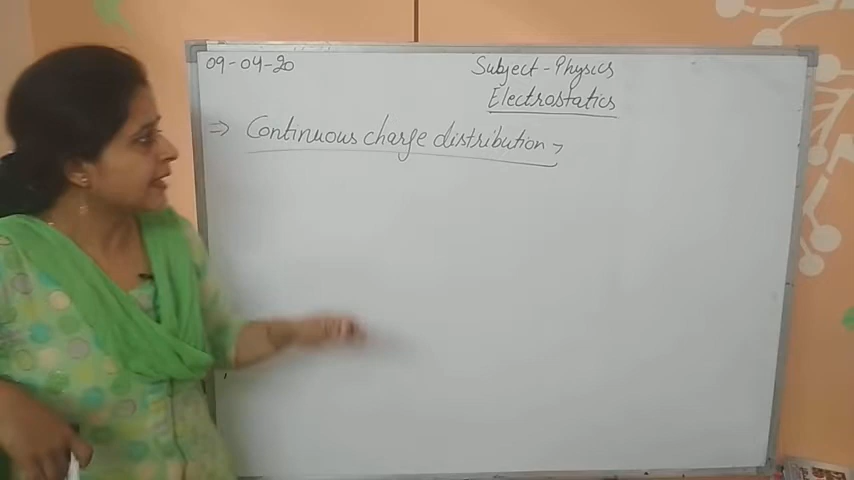 09-04-20
Subject-Physics
Electrostatics
⇒ Continuous charge distribution →